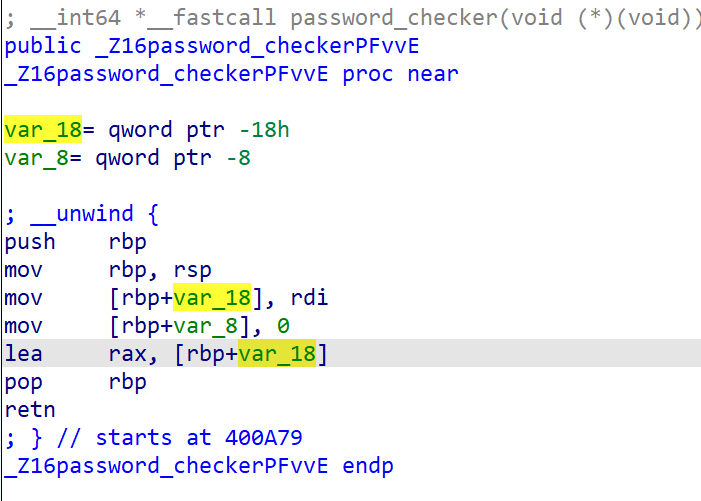 ; __int64 *__fastcall password_checker(void (*)(void))
public _Z16password_checkerPFvvE
_Z16password_checkerPFvvE proc near
var_18= qword ptr -18h
var_8= qword ptr -8
; __unwind {
push    rbp
mov     rbp, rsp
mov     [rbp+var_18], rdi
mov     [rbp+var_8], 0
lea     rax, [rbp+var_18]
pop     rbp
retn
; } // starts at 400A79
_Z16password_checkerPFvvE endp